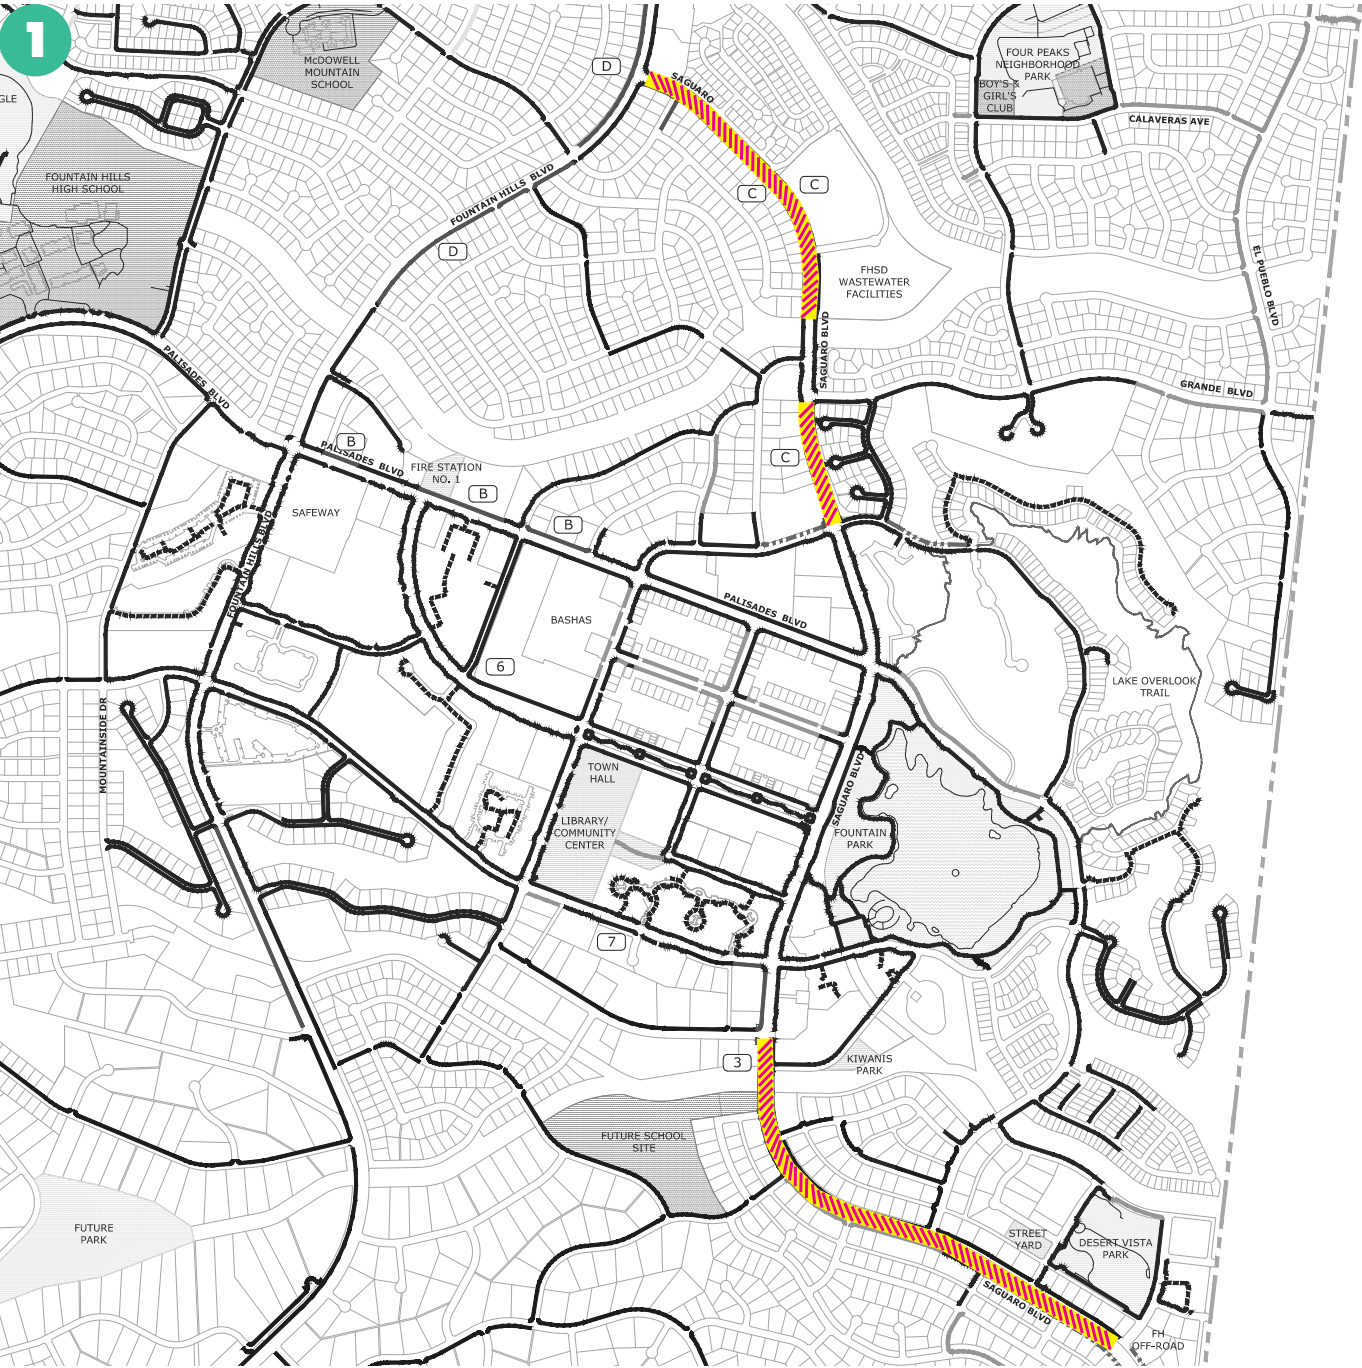 1
McDOWELL
MOUNTAIN
SCHOOL
D
SAGUARO
FOUR PEAKS
NEIGHBORHOOD
PARK
BOY'S &
GIRL'S
CLUB
CALAVERAS AVE
GLE
FOUNTAIN HILLS
HIGH SCHOOL
FOUNTAIN HILLS BLVD
C
C
D
FHSD
WASTEWATER
FACILITIES
EL PUEBLO BLVD
SAGUARO BLVD
PALISADES BLVD
GRANDE BLVD
B
PALISADES BLVD
FIRE STATION
NO. 1
C
B
SAFEWAY
B
FOUNTAIN HILLS BLVD
PALISADES BLVD
BASHAS
6
LAKE OVERLOOK
TRAIL
MOUNTAINSIDE DR
TOWN
HALL
SAGUARO BLVD
LIBRARY/
COMMUNITY
CENTER
FOUNTAIN
PARK
7
3
KIWANIS
PARK
FUTURE SCHOOL
SITE
FUTURE
PARK
STREET
YARD
DESERT VISTA
PARK
SAGUARO BLVD
FH
OFF-ROAD